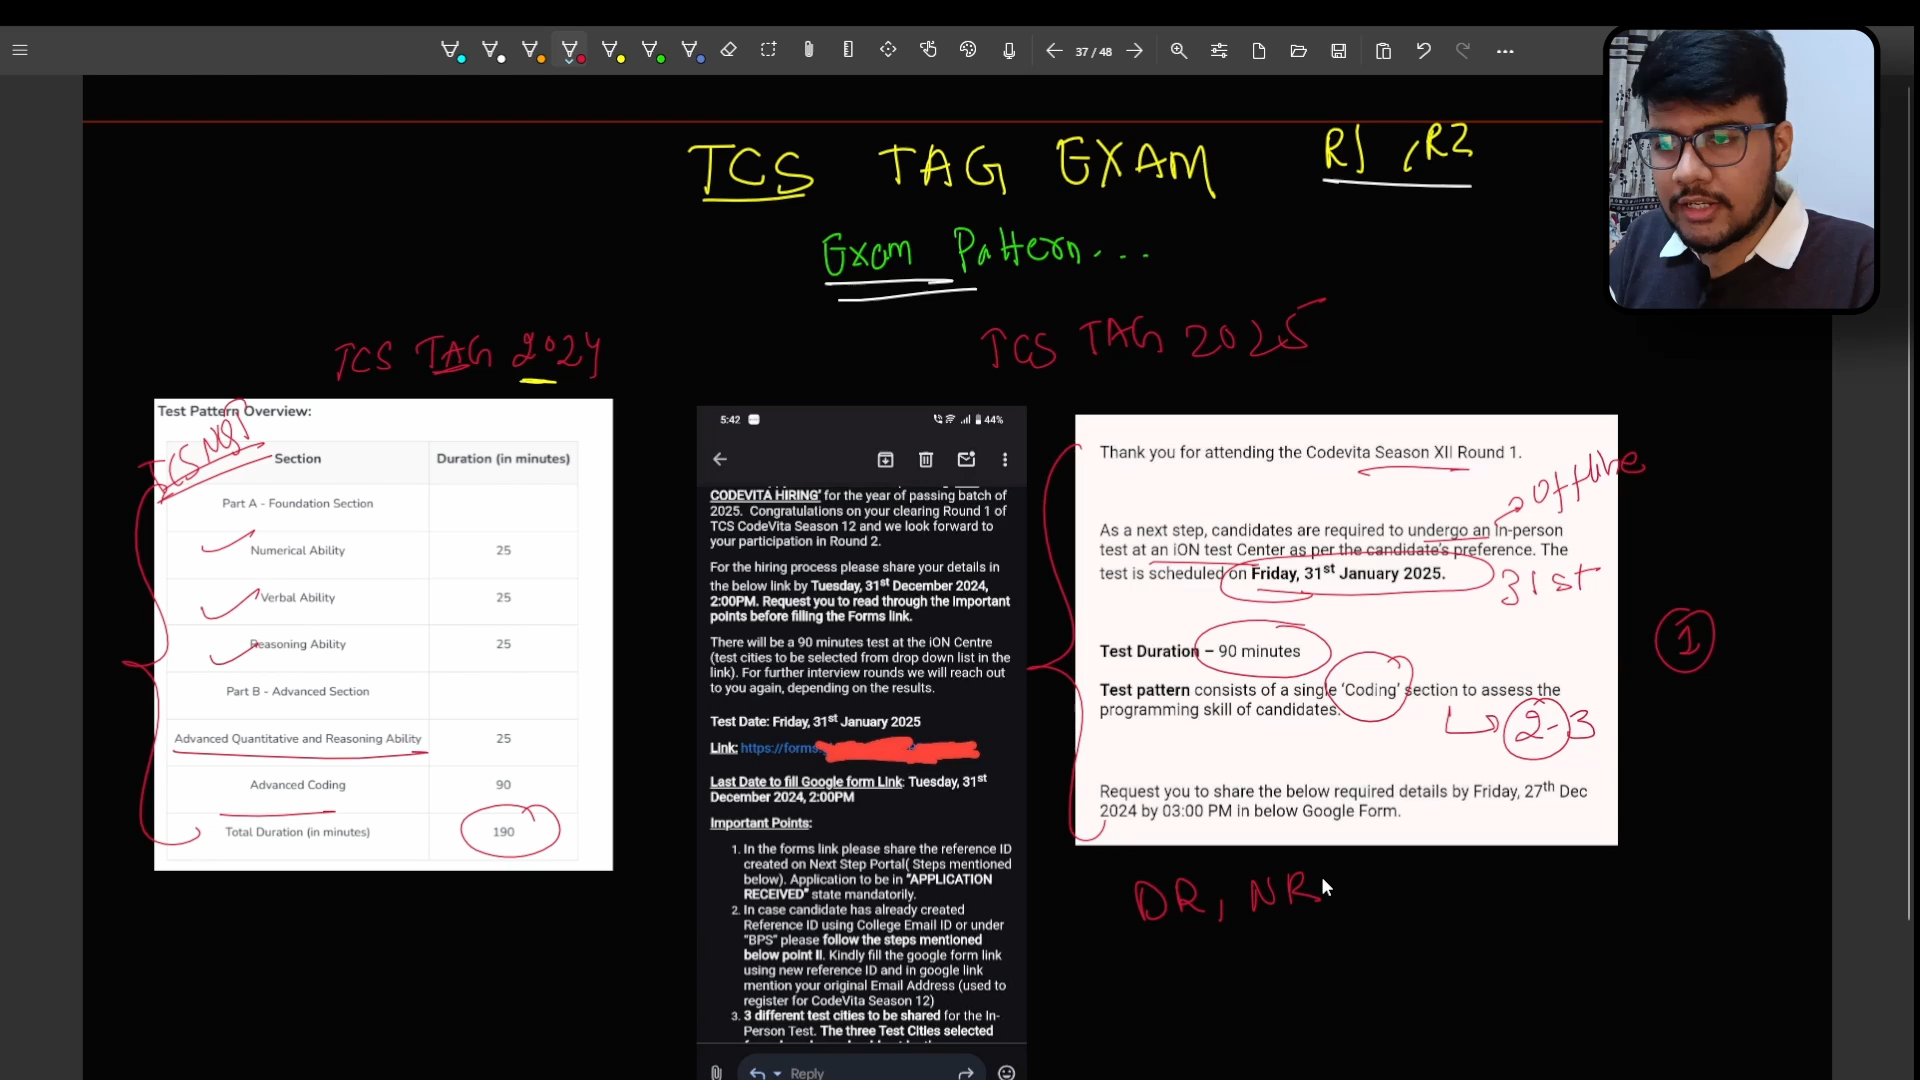 37 / 48
TCS TAG EXAM R1, R2
Exam Pattern...
TCS TAG 2024
TCS TAG 2025
Test Pattern Overview:
TCS NQT
Section Duration (in minutes)
Part A - Foundation Section
Numerical Ability 25
Verbal Ability 25
Reasoning Ability 25
Part B - Advanced Section
Advanced Quantitative and Reasoning Ability 25
Advanced Coding 90
Total Duration (in minutes) 190
5:42 44%
CODEVITA HIRING' for the year of passing batch of
2025. Congratulations on your clearing Round 1 of
TCS CodeVita Season 12 and we look forward to
your participation in Round 2.
For the hiring process please share your details in
the below link by Tuesday, 31st December 2024,
2:00PM. Request you to read through the important
points before filling the Forms link.
There will be a 90 minutes test at the iON Centre
(test cities to be selected from drop down list in the
link). For further interview rounds we will reach out
to you again, depending on the results.
Test Date: Friday, 31st January 2025
Link: https://forms.
Last Date to fill Google form Link: Tuesday, 31st
December 2024, 2:00PM
Important Points:
1. In the forms link please share the reference ID
created on Next Step Portal( Steps mentioned
below). Application to be in "APPLICATION
RECEIVED" state mandatorily.
2. In case candidate has already created
Reference ID using College Email ID or under
"BPS" please follow the steps mentioned
below point II. Kindly fill the google form link
using new reference ID and in google link
mention your original Email Address (used to
register for CodeVita Season 12)
3. 3 different test cities to be shared for the In-
Person Test. The three Test Cities selected
Reply
Thank you for attending the Codevita Season XII Round 1.
Offline
As a next step, candidates are required to undergo an in-person
test at an iON test Center as per the candidate's preference. The
test is scheduled on Friday, 31st January 2025.
31st
Test Duration – 90 minutes
1
Test pattern consists of a single 'Coding' section to assess the
programming skill of candidates.
2-3
Request you to share the below required details by Friday, 27th Dec
2024 by 03:00 PM in below Google Form.
DR, NR